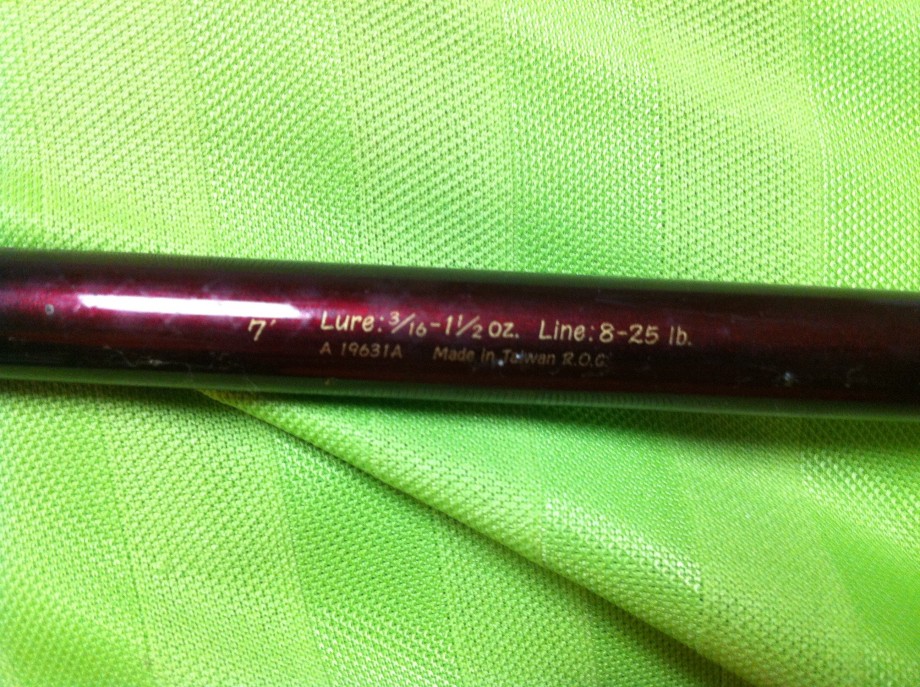 7' Lure: 3/16-1 1/2 oz. Line: 8-25 lb.
A 19631A Made in Taiwan R.O.C.